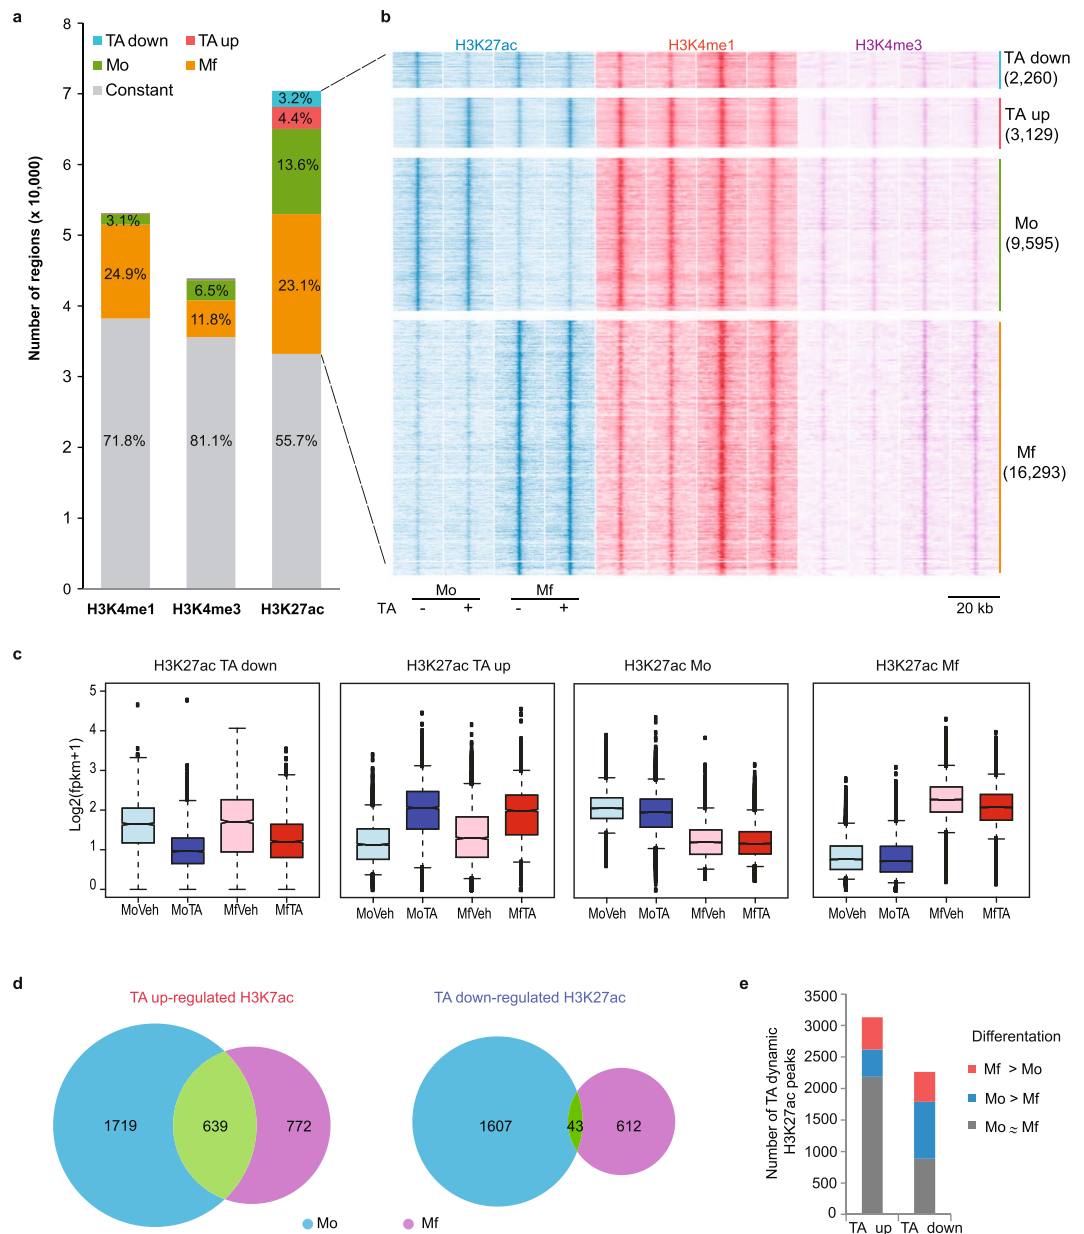 a
8
7
6
5
4
3
2
1
0
Number of regions (x 10,000)
TA down
TA up
Mo
Mf
Constant
3.1%
24.9%
71.8%
6.5%
11.8%
81.1%
3.2%
4.4%
13.6%
23.1%
55.7%
H3K4me1
H3K4me3
H3K27ac
b
H3K27ac
H3K4me1
H3K4me3
TA down
(2,260)
TA up
(3,129)
Mo
(9,595)
Mf
(16,293)
Mo
Mf
TA
-
+
-
+
20 kb
c
H3K27ac TA down
H3K27ac TA up
H3K27ac Mo
H3K27ac Mf
Log2(fpkm+1)
5
4
3
2
1
0
MoVeh MoTA MfVeh MfTA
MoVeh MoTA MfVeh MfTA
MoVeh MoTA MfVeh MfTA
MoVeh MoTA MfVeh MfTA
d
TA up-regulated H3K7ac
TA down-regulated H3K27ac
1719
639
772
1607
43
612
Mo
Mf
e
Number of TA dynamic
H3K27ac peaks
3500
3000
2500
2000
1500
1000
500
0
TA up
TA down
Differentation
Mf > Mo
Mo > Mf
Mo ≈ Mf